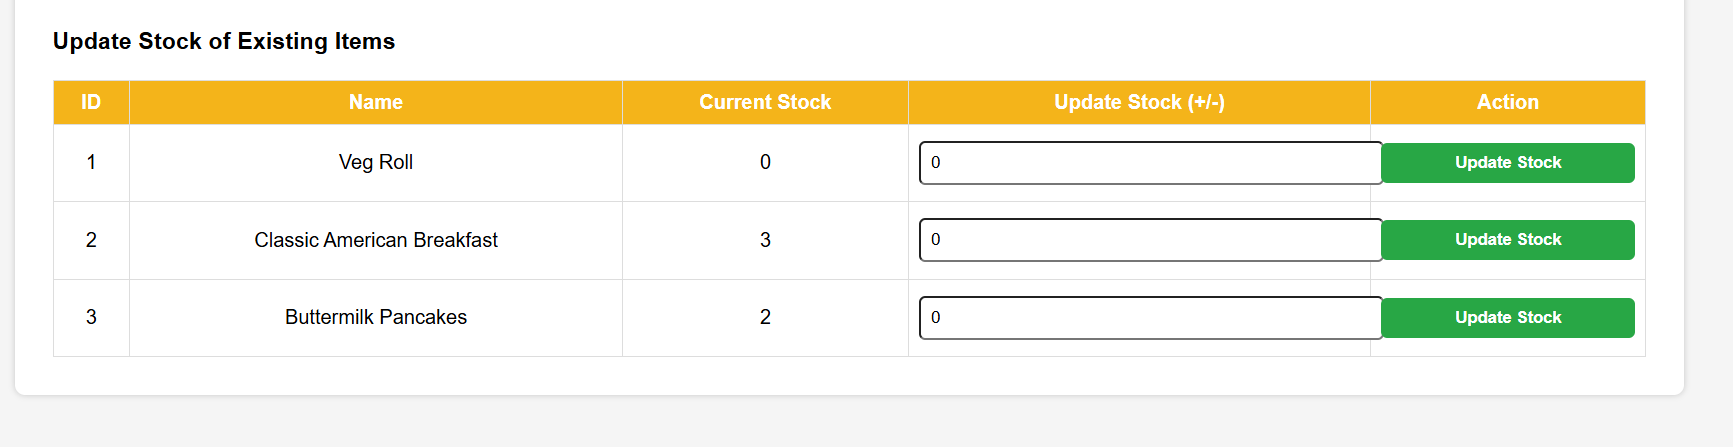 Update Stock of Existing Items
ID Name Current Stock Update Stock (+/-) Action
1 Veg Roll 0 0 Update Stock
2 Classic American Breakfast 3 0 Update Stock
3 Buttermilk Pancakes 2 0 Update Stock